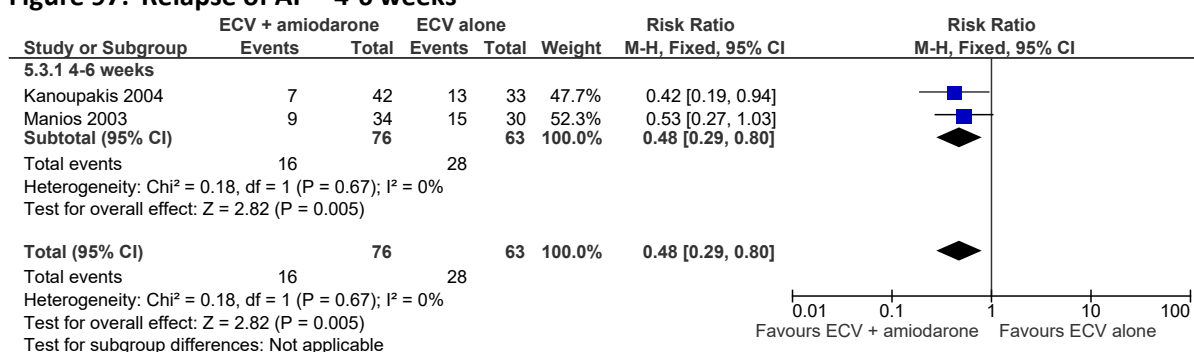 Figure 97: Relapse of AF – 4-6 weeks
ECV + amiodarone ECV alone Risk Ratio Risk Ratio
Study or Subgroup Events Total Events Total Weight M-H, Fixed, 95% CI M-H, Fixed, 95% CI
5.3.1 4-6 weeks
Kanoupakis 2004 7 42 13 33 47.7% 0.42 [0.19, 0.94]
Manios 2003 9 34 15 30 52.3% 0.53 [0.27, 1.03]
Subtotal (95% CI) 76 63 100.0% 0.48 [0.29, 0.80]
Total events 16 28
Heterogeneity: Chi² = 0.18, df = 1 (P = 0.67); I² = 0%
Test for overall effect: Z = 2.82 (P = 0.005)
Total (95% CI) 76 63 100.0% 0.48 [0.29, 0.80]
Total events 16 28
Heterogeneity: Chi² = 0.18, df = 1 (P = 0.67); I² = 0%
Test for overall effect: Z = 2.82 (P = 0.005)
Test for subgroup differences: Not applicable
0.01 0.1 1 10 100
Favours ECV + amiodarone Favours ECV alone